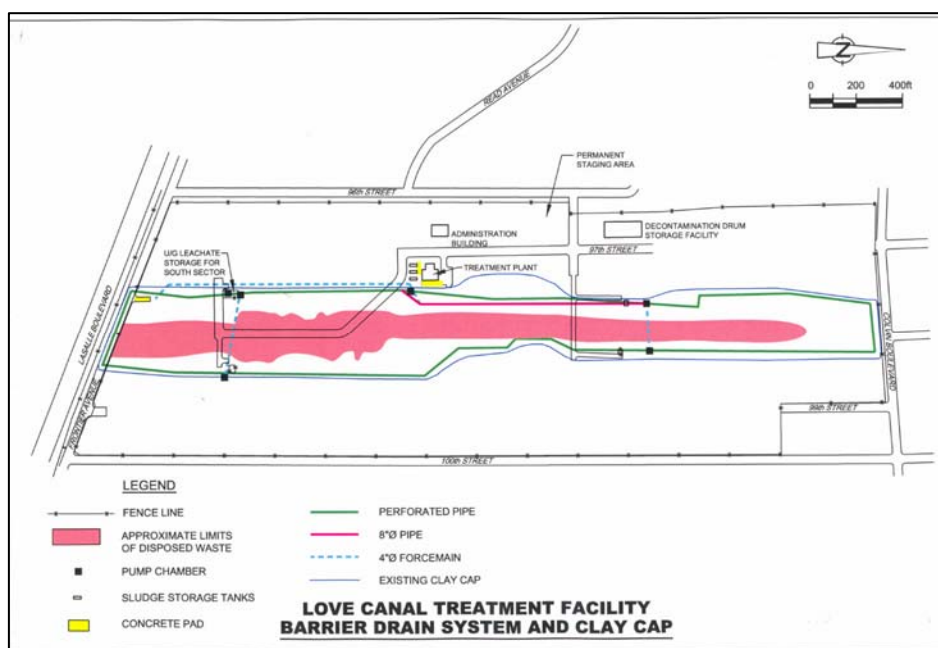 READ AVENUE
Z
0 200 400ft
PERMANENT
STAGING AREA
96th STREET
ADMINISTRATION
BUILDING
DECONTAMINATION DRUM
STORAGE FACILITY
97th STREET
U/G LEACHATE
STORAGE FOR
SOUTH SECTOR
TREATMENT PLANT
LASALLE BOULEVARD
FRONTIER AVENUE
COLVIN BOULEVARD
99th STREET
100th STREET
LEGEND
FENCE LINE
APPROXIMATE LIMITS
OF DISPOSED WASTE
PUMP CHAMBER
SLUDGE STORAGE TANKS
CONCRETE PAD
PERFORATED PIPE
8"Ø PIPE
4"Ø FORCEMAIN
EXISTING CLAY CAP
LOVE CANAL TREATMENT FACILITY
BARRIER DRAIN SYSTEM AND CLAY CAP